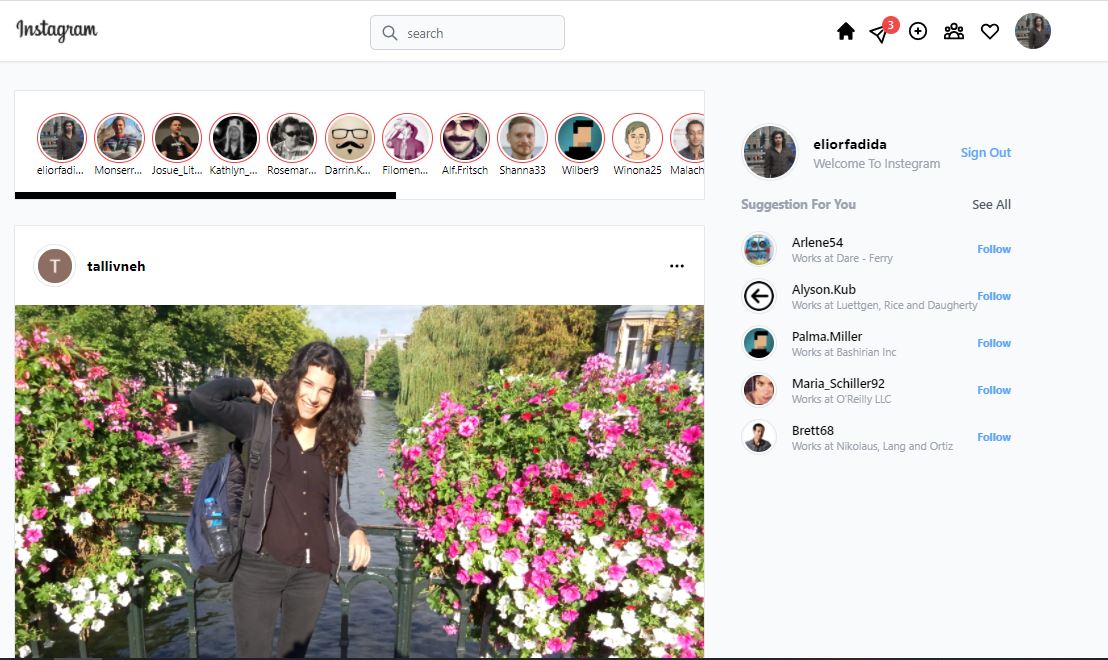 Instagram
search
3
eliorfadi...
Monserr...
Josue_Lit...
Kathlyn_...
Rosemar...
Darrin.K...
Filomen...
Alf.Fritsch
Shanna33
Wilber9
Winona25
Malach
eliorfadida
Welcome To Instegram
Sign Out
Suggestion For You
See All
Arlene54
Works at Dare - Ferry
Follow
Alyson.Kub
Works at Luettgen, Rice and Daugherty
Follow
Palma.Miller
Works at Bashirian Inc
Follow
Maria_Schiller92
Works at O'Reilly LLC
Follow
Brett68
Works at Nikolaus, Lang and Ortiz
Follow
T
tallivneh
...